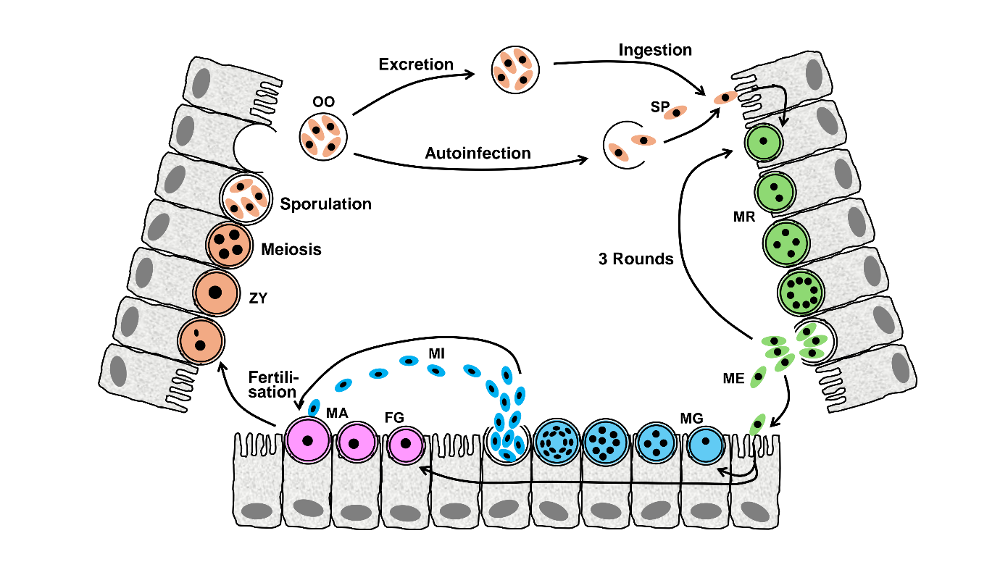 Excretion
Ingestion
OO
SP
Autoinfection
Sporulation
MR
Meiosis
3 Rounds
ZY
MI
ME
Fertili-
sation
MA
FG
MG